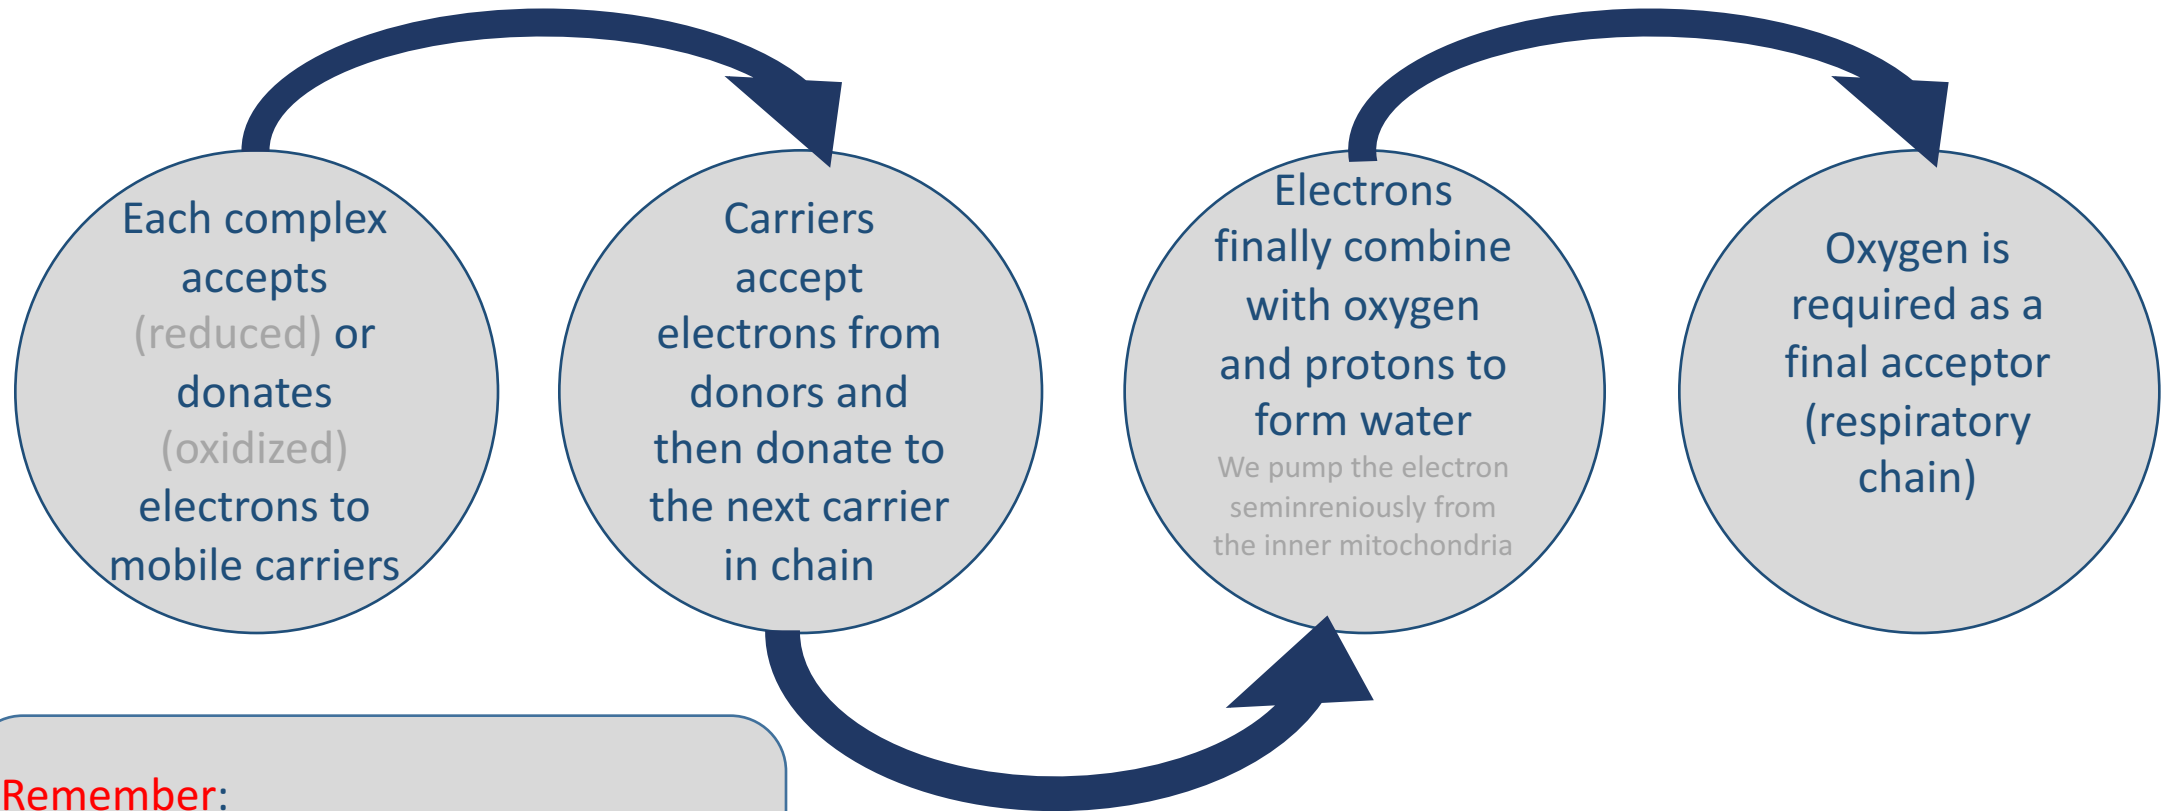 Each complex
accepts
(reduced) or
donates
(oxidized)
electrons to
mobile carriers
Carriers
accept
electrons from
donors and
then donate to
the next carrier
in chain
Electrons
finally combine
with oxygen
and protons to
form water
We pump the electron
seminreniously from
the inner mitochondria
Oxygen is
required as a
final acceptor
(respiratory
chain)
Remember: